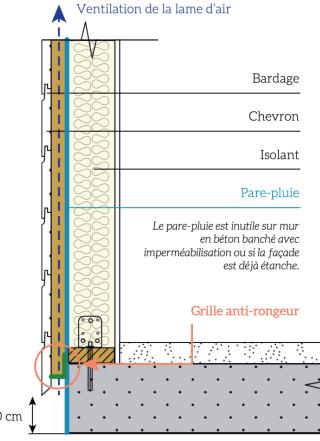 Ventilation de la lame d'air
Bardage
Chevron
Isolant
Pare-pluie
Le pare-pluie est inutile sur mur
en béton banché avec
imperméabilisation ou si la façade
est déjà étanche.
Grille anti-rongeur
0 cm